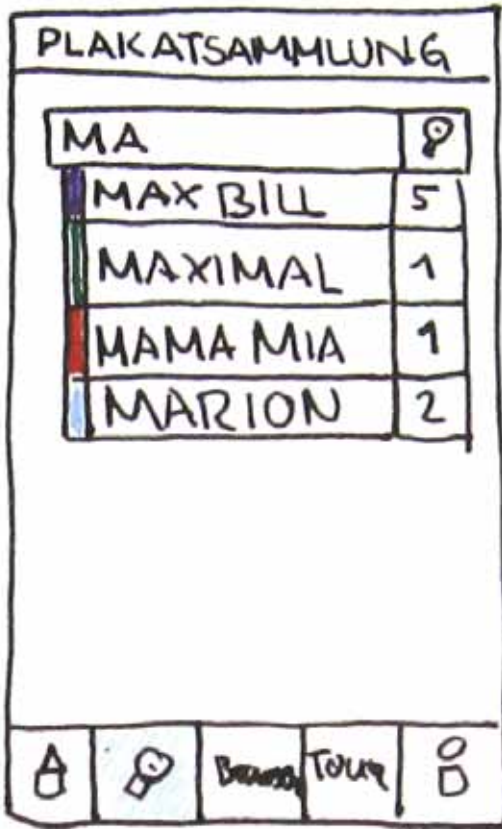 PLAKATSAMMLUNG
MA
MAX BILL 5
MAXIMAL 1
MAMA MIA 1
MARION 2
Tour